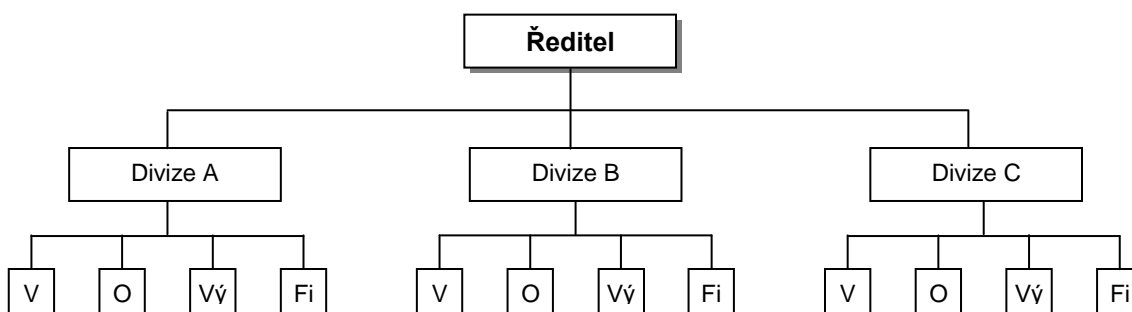 Ředitel
Divize A
Divize B
Divize C
V
O
Vý
Fi
V
O
Vý
Fi
V
O
Vý
Fi